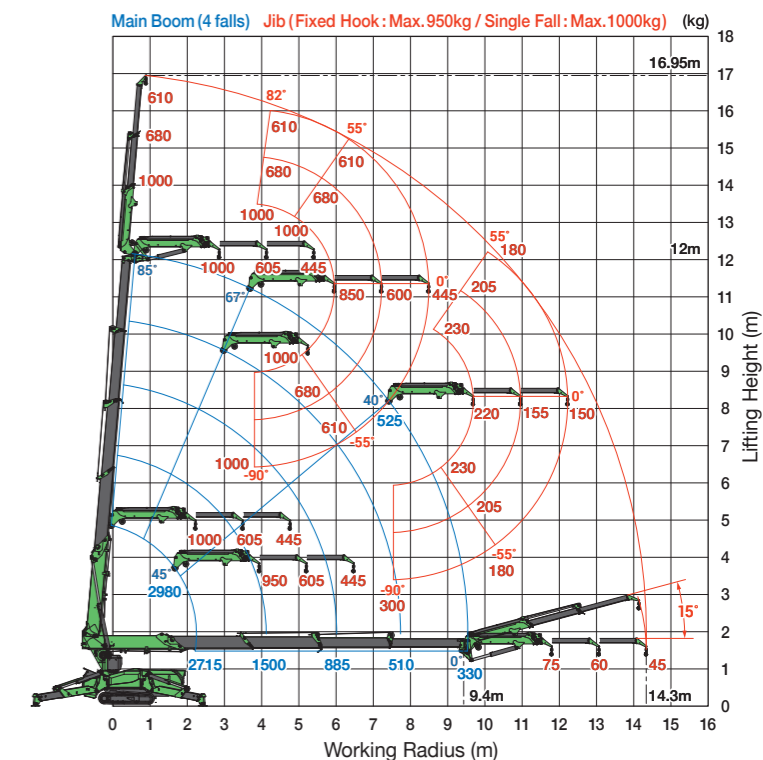 Main Boom (4 falls) Jib (Fixed Hook : Max. 950kg / Single Fall : Max.1000kg) (kg)
18
16.95m
17
610 82° 610 55° 610
16
680
15
680 680
14
1000 1000 1000
13
55° 180
12m
12
85° 1000 605 445
67° 850 600 0° 445 205
11
230
10
1000
9
680 40° 525 220 155 0° 150
8
610 -55°
7
1000 -90° 230
6
205
5
1000 605 445 -55° 180
4
45° 2980 950 605 445 -90° 300
3
15°
2
2715 1500 885 510 0° 330 75 60 45
1
9.4m 14.3m
0
0 1 2 3 4 5 6 7 8 9 10 11 12 13 14 15 16
Working Radius (m)
Lifting Height (m)